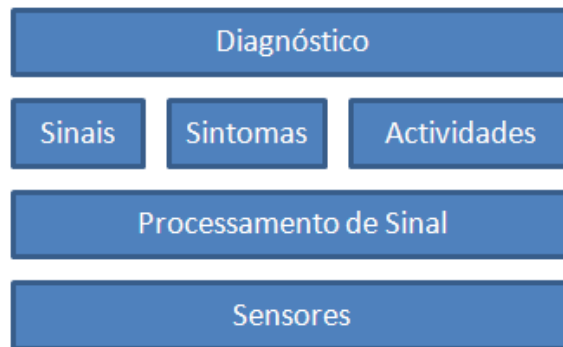 Diagnóstico
Sinais Sintomas Actividades
Processamento de Sinal
Sensores